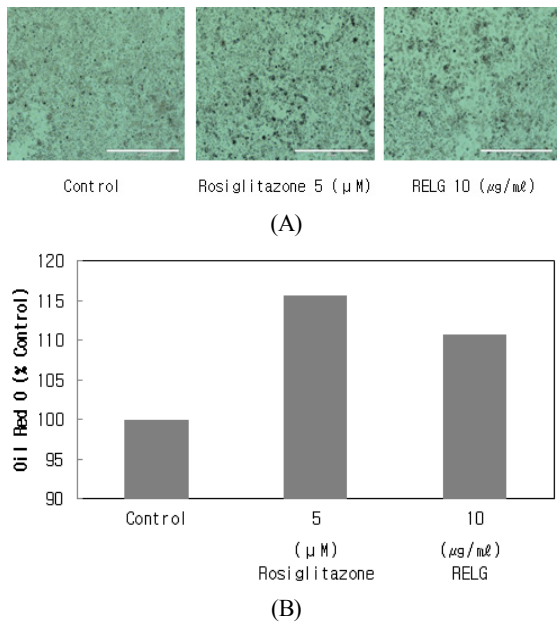 Control Rosiglitazone 5 (μM) RELG 10 (μg/㎖)
(A)
Oil Red O (% Control)
120
115
110
105
100
95
90
Control 5 10
(μM) (μg/㎖)
Rosiglitazone RELG
(B)